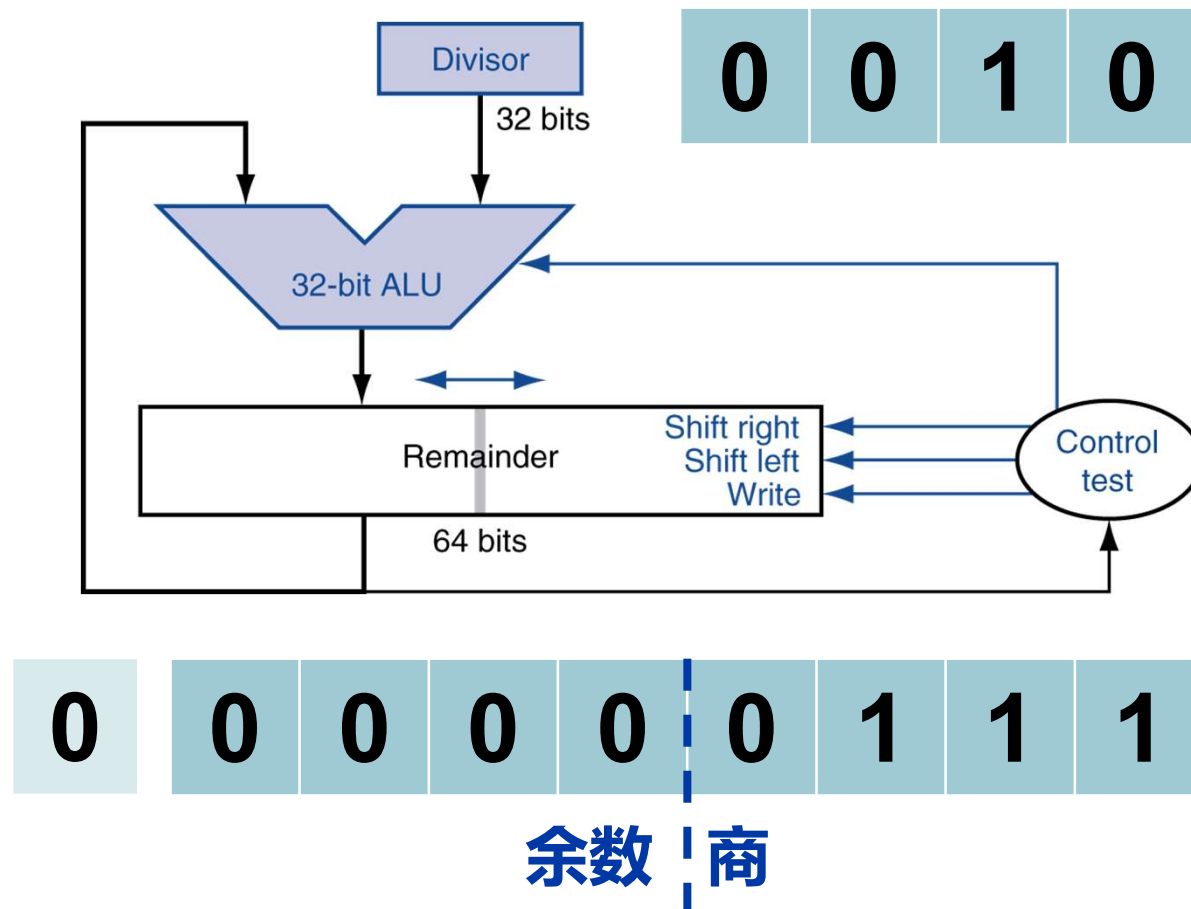 Divisor
0 0 1 0
32 bits
32-bit ALU
Remainder
Shift right
Shift left
Write
Control
test
64 bits
0 0 0 0 0 0 1 1 1
余数 商